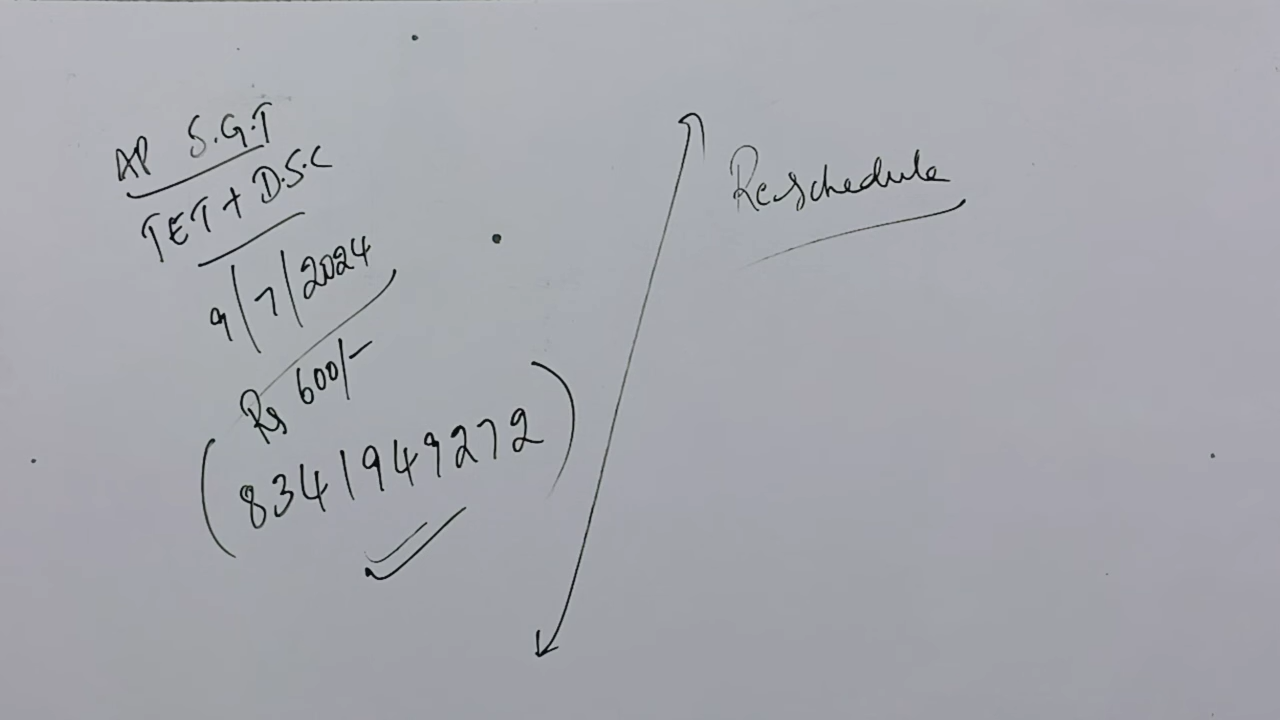 AP S.G.T
TET + D.S.C
9/7/2024
Rs 600/-
(8341949272)
Reschedule